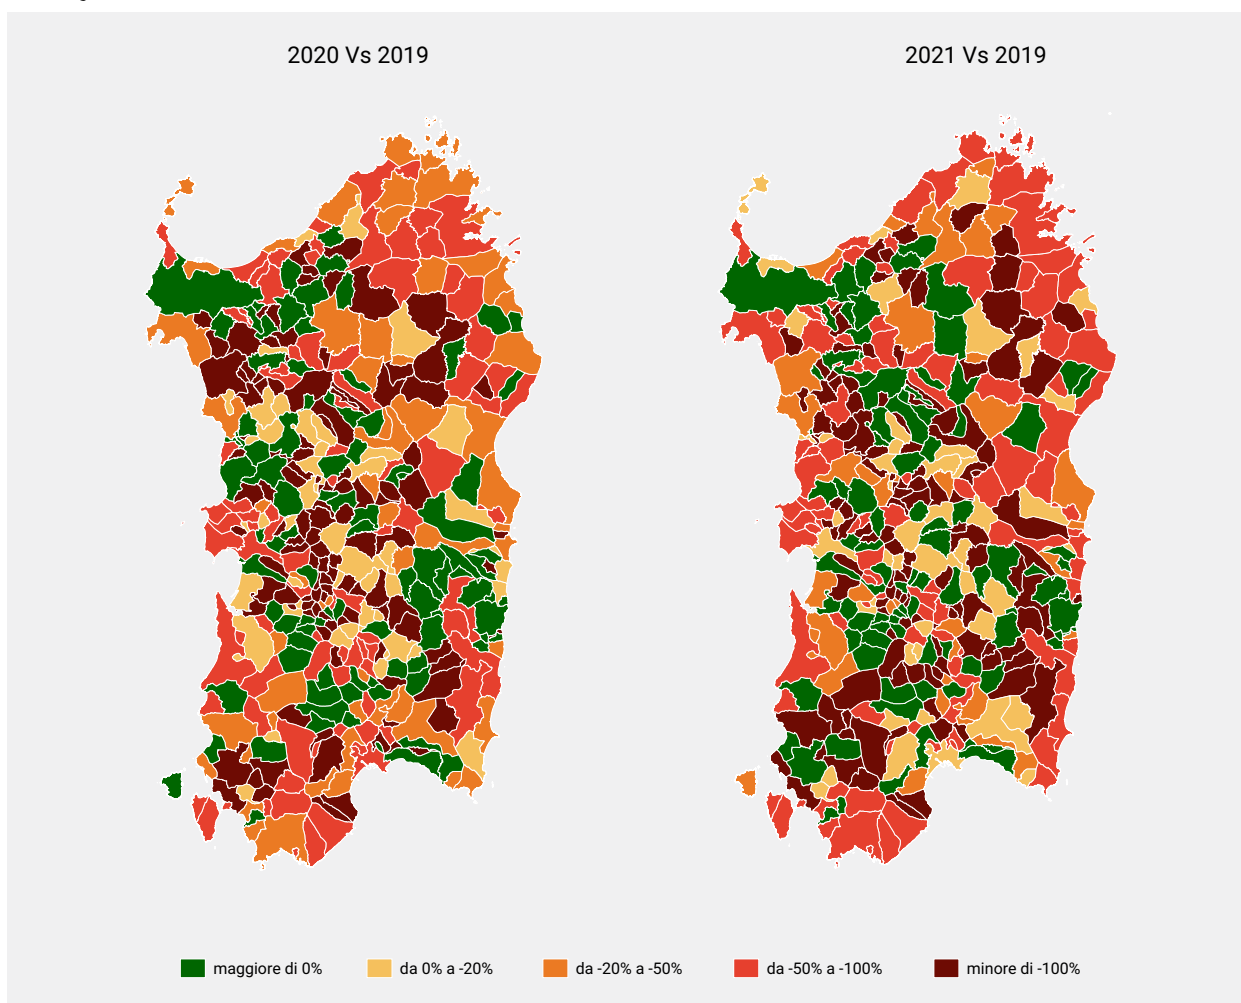 2020 Vs 2019
2021 Vs 2019
maggiore di 0%
da 0% a -20%
da -20% a -50%
da -50% a -100%
minore di -100%